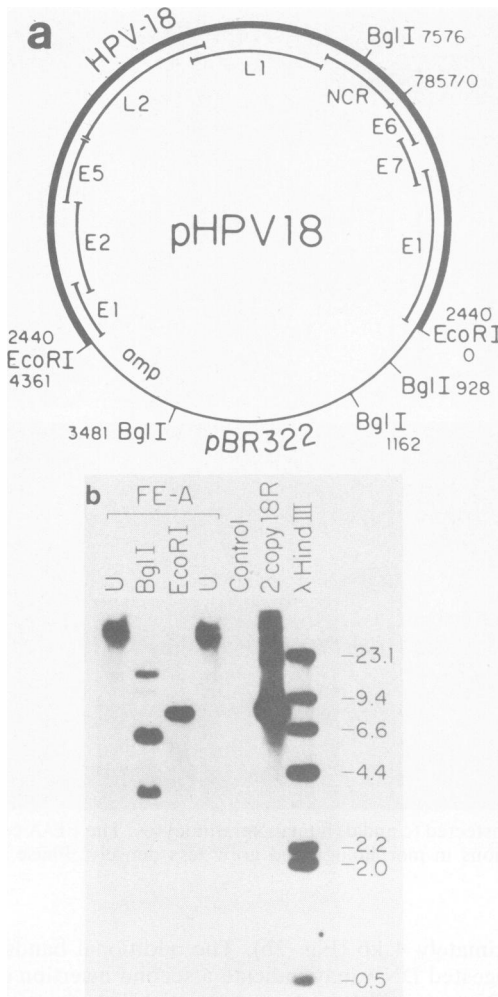 a
HPV-18
BglI 7576
7857/0
L1
L2
NCR
E6
E7
E5
E2
E1
E1
pHPV18
2440
EcoRI
4361
2440
EcoRI
0
amp
BglI 928
BglI
1162
3481 BglI
pBR322
b
FE-A
U
BglI
EcoRI
U
Control
2 copy 18R
λ Hind III
-23.1
-9.4
-6.6
-4.4
-2.2
-2.0
-0.5